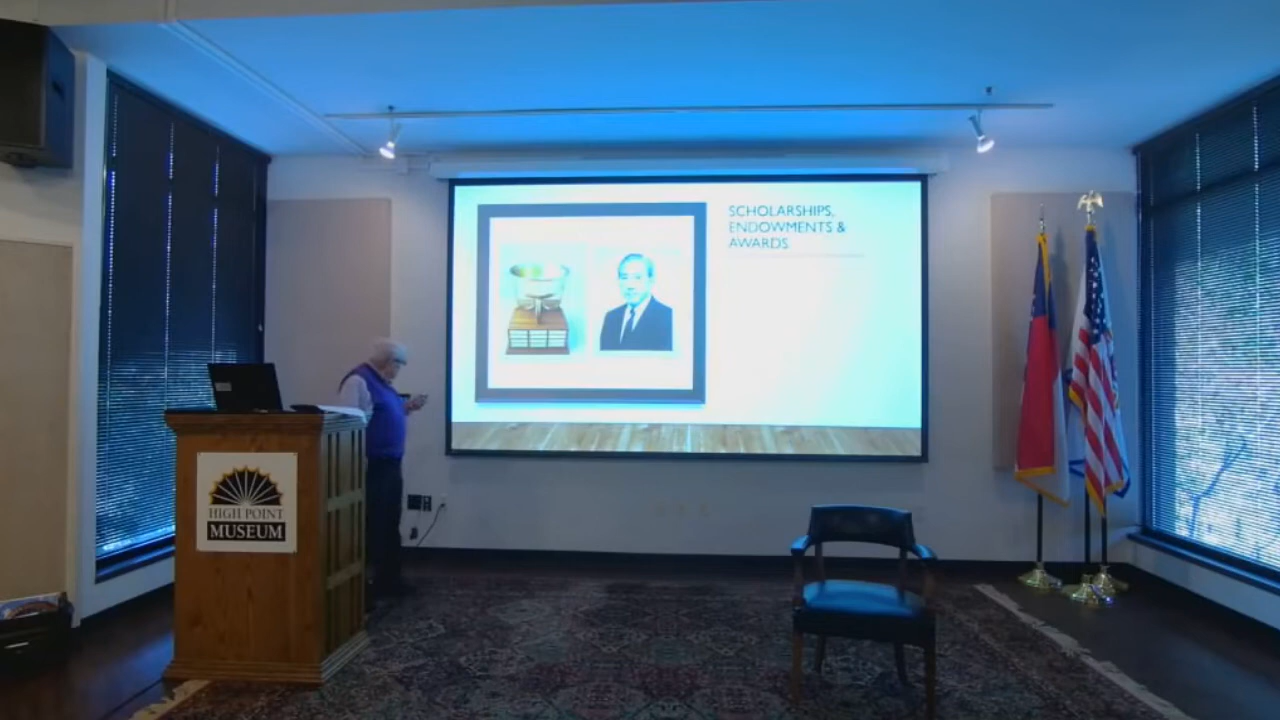 SCHOLARSHIPS,
ENDOWMENTS &
AWARDS
HIGH POINT
MUSEUM